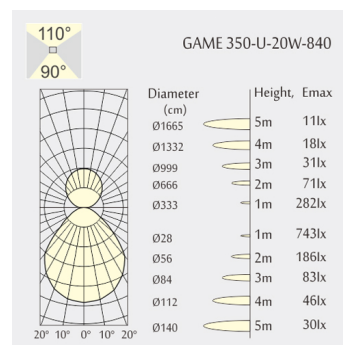 110°
90°
GAME 350-U-20W-840
Diameter (cm) Height, Emax
Ø1665 5m 11lx
Ø1332 4m 18lx
Ø999 3m 31lx
Ø666 2m 71lx
Ø333 1m 282lx
Ø28 1m 743lx
Ø56 2m 186lx
Ø84 3m 83lx
Ø112 4m 46lx
Ø140 5m 30lx
20° 10° 0° 10° 20°